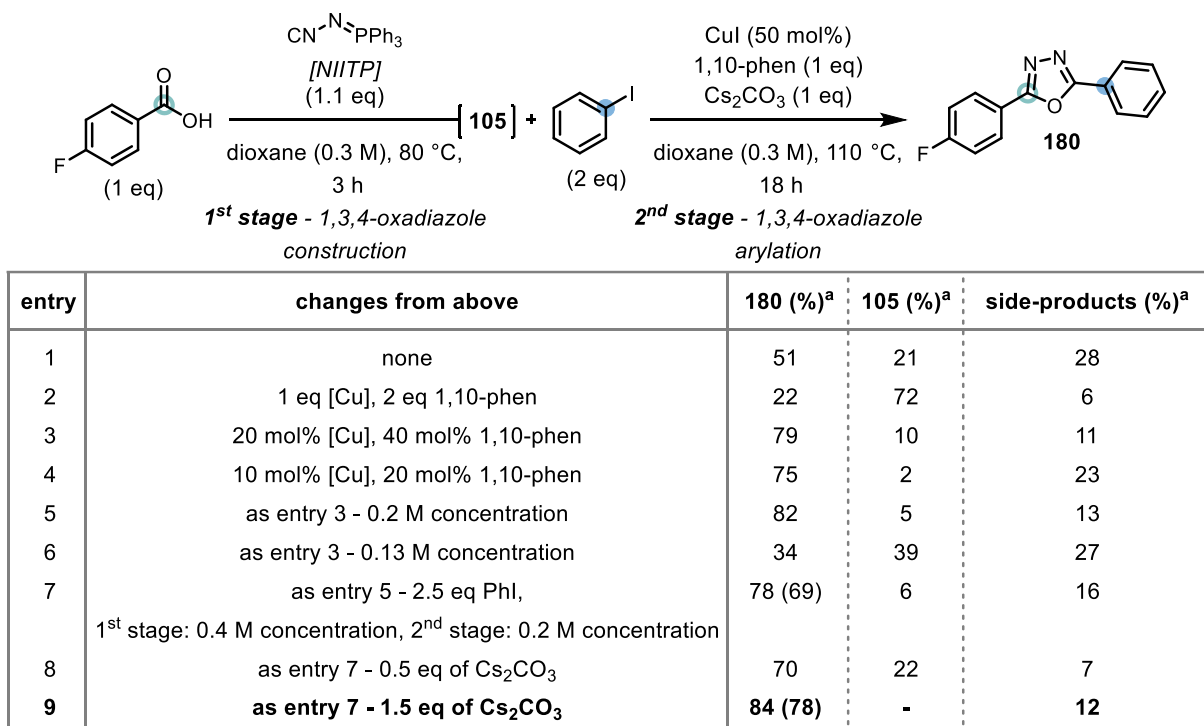 CN N PPh3
[NIITP]
(1.1 eq)
O
OH
F
(1 eq)
dioxane (0.3 M), 80 °C,
3 h
1st stage - 1,3,4-oxadiazole
construction
[105] +
I
(2 eq)
CuI (50 mol%)
1,10-phen (1 eq)
Cs2CO3 (1 eq)
dioxane (0.3 M), 110 °C,
18 h
2nd stage - 1,3,4-oxadiazole
arylation
N N
O
F
180
entry changes from above 180 (%)a 105 (%)a side-products (%)a
1 none 51 21 28
2 1 eq [Cu], 2 eq 1,10-phen 22 72 6
3 20 mol% [Cu], 40 mol% 1,10-phen 79 10 11
4 10 mol% [Cu], 20 mol% 1,10-phen 75 2 23
5 as entry 3 - 0.2 M concentration 82 5 13
6 as entry 3 - 0.13 M concentration 34 39 27
7 as entry 5 - 2.5 eq PhI, 78 (69) 6 16
1st stage: 0.4 M concentration, 2nd stage: 0.2 M concentration
8 as entry 7 - 0.5 eq of Cs2CO3 70 22 7
9 as entry 7 - 1.5 eq of Cs2CO3 84 (78) - 12